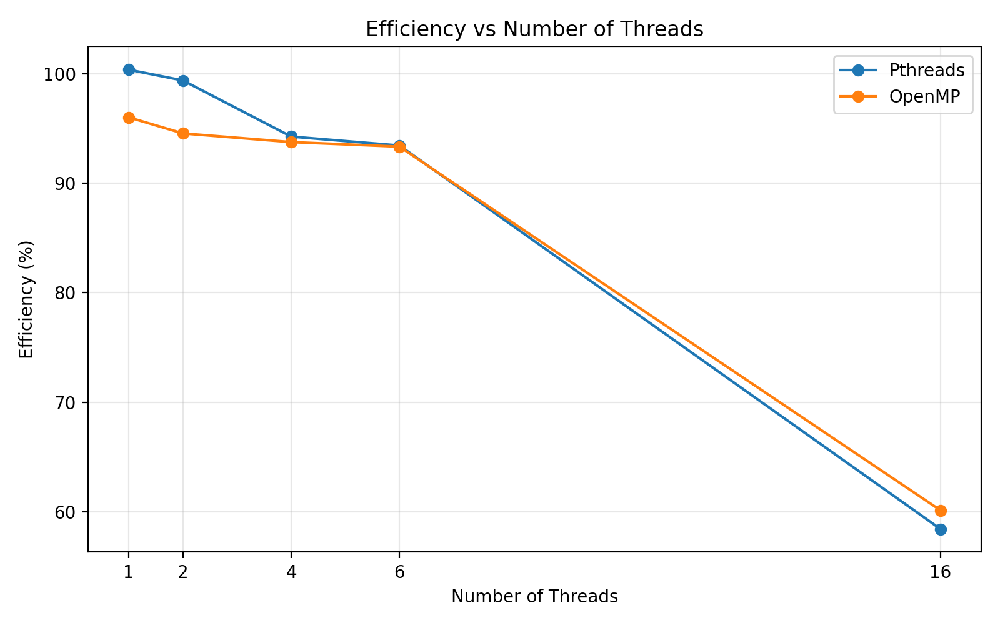 Efficiency vs Number of Threads
Pthreads
OpenMP
Efficiency (%)
100
90
80
70
60
1 2 4 6 16
Number of Threads